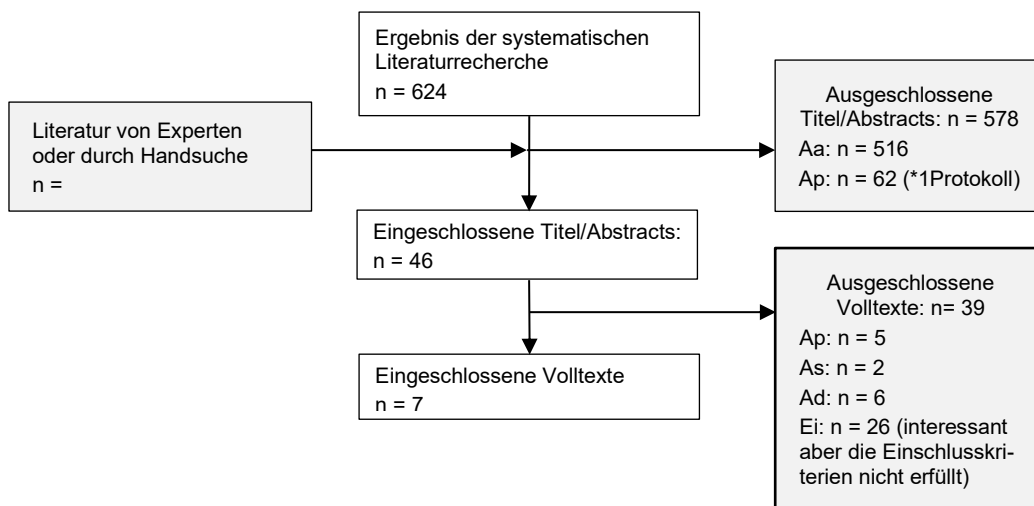 Ergebnis der systematischen
Literaturrecherche
n = 624
Literatur von Experten
oder durch Handsuche
n =
Ausgeschlossene
Titel/Abstracts: n = 578
Aa: n = 516
Ap: n = 62 (*1Protokoll)
Eingeschlossene Titel/Abstracts:
n = 46
Ausgeschlossene
Volltexte: n= 39
Ap: n = 5
As: n = 2
Ad: n = 6
Ei: n = 26 (interessant
aber die Einschlusskri-
terien nicht erfüllt)
Eingeschlossene Volltexte
n = 7